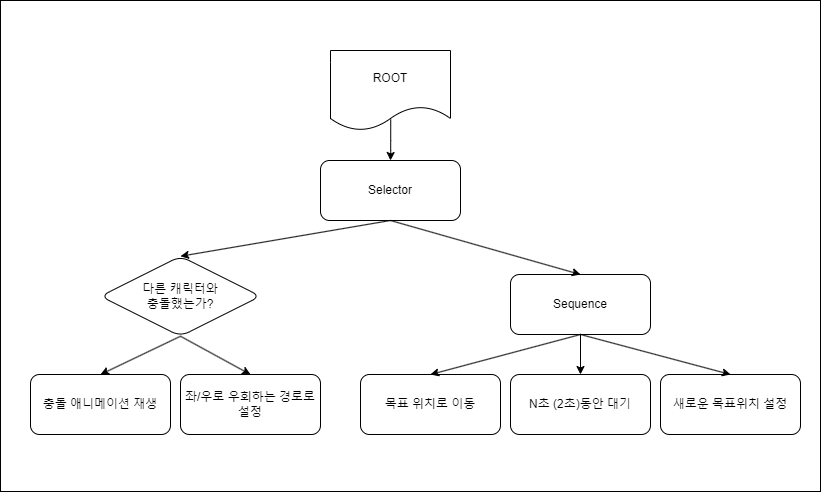 ROOT
Selector
다른 캐릭터와
충돌했는가?
Sequence
충돌 애니메이션 재생
좌/우로 우회하는 경로로
설정
목표 위치로 이동
N초 (2초)동안 대기
새로운 목표위치 설정